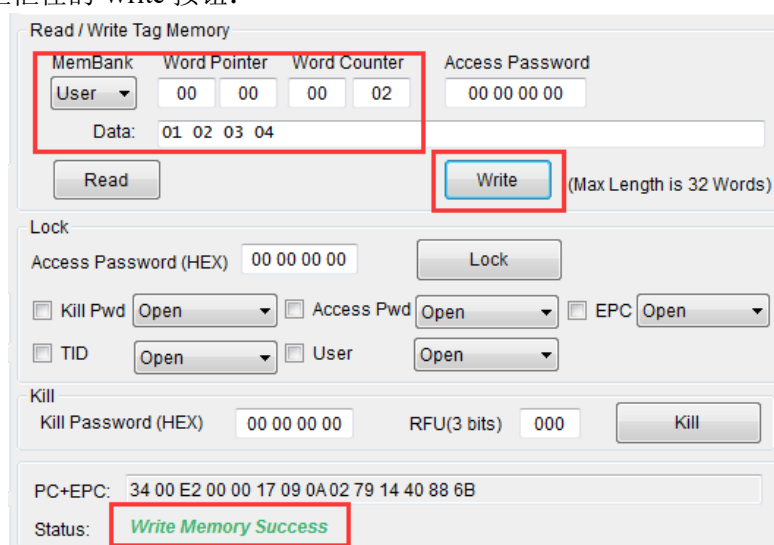 的 Write 按钮：
Read / Write Tag Memory
MemBank Word Pointer Word Counter Access Password
User 00 00 00 02 00 00 00 00
Data: 01 02 03 04
Read Write (Max Length is 32 Words)
Lock
Access Password (HEX) 00 00 00 00 Lock
Kill Pwd Open Access Pwd Open EPC Open
TID Open User Open
Kill
Kill Password (HEX) 00 00 00 00 RFU(3 bits) 000 Kill
PC+EPC: 34 00 E2 00 00 17 09 0A 02 79 14 40 88 6B
Status: Write Memory Success